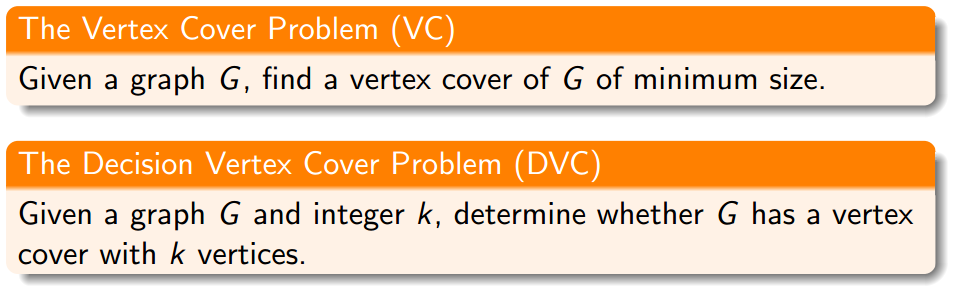 The Vertex Cover Problem (VC)
Given a graph G, find a vertex cover of G of minimum size.
The Decision Vertex Cover Problem (DVC)
Given a graph G and integer k, determine whether G has a vertex
cover with k vertices.